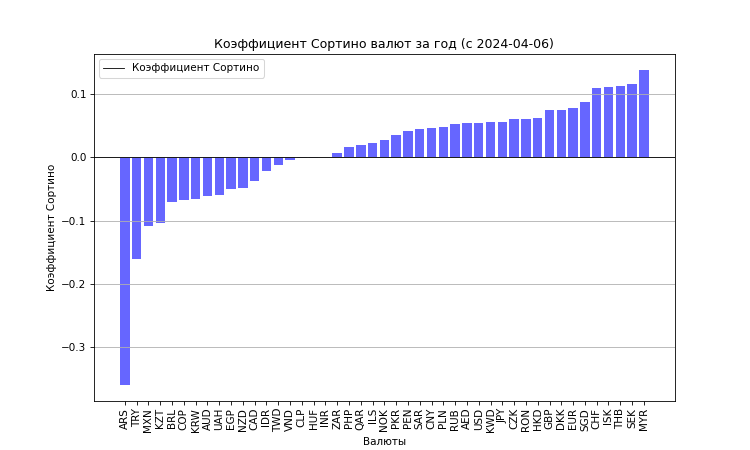 Коэффициент Сортино валют за год (с 2024-04-06)
Коэффициент Сортино
0.1
0.0
−0.1
−0.2
−0.3
Коэффициент Сортино
ARS TRY MXN KZT BRL COP KRW AUD UAH EGP NZD CAD IDR TWD VND CLP HUF INR ZAR PHP QAR ILS NOK PKR PEN SAR CNY PLN RUB AED USD KWD JPY CZK RON HKD GBP DKK EUR SGD CHF ISK THB SEK MYR
Валюты